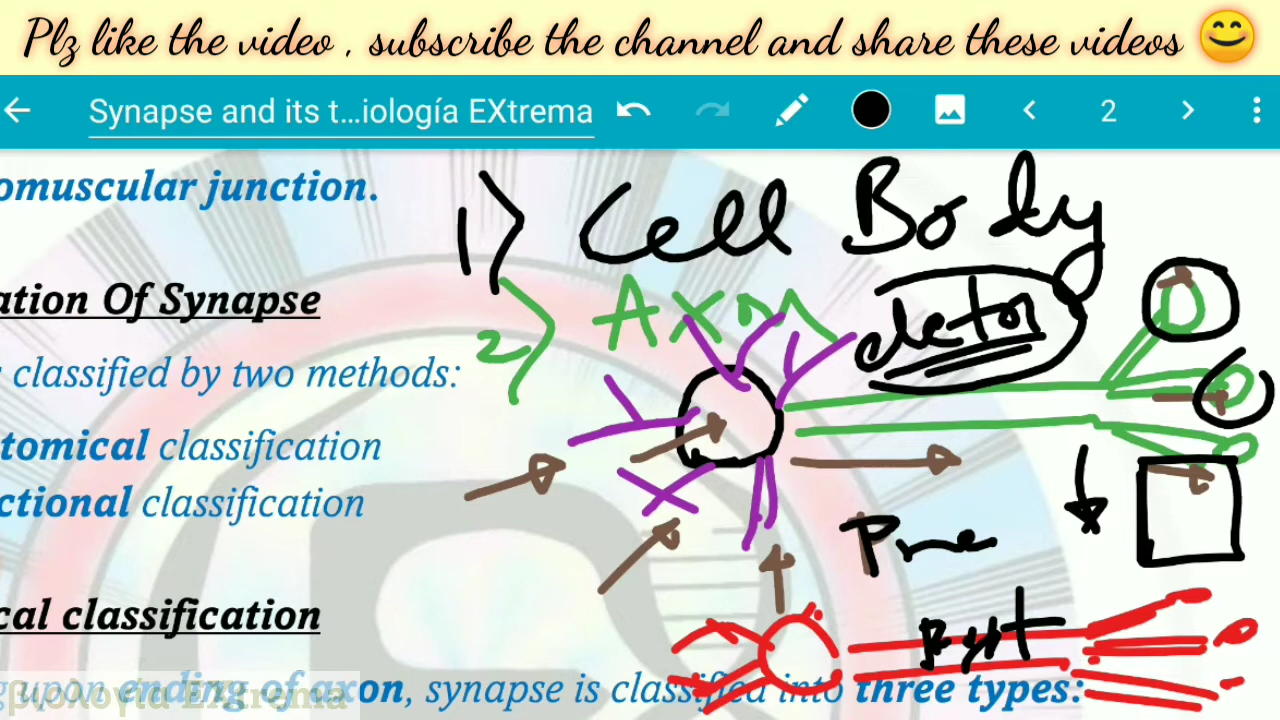 Plz like the video , subscribe the channel and share these videos 😊
Synapse and its t...iología EXtrema
2
omuscular junction.
1) Cell Body
ation Of Synapse
2) Axon
classified by two methods:
tomical classification
ctional classification
Pre
cal classification
upon ending of axon, synapse is classified into three types:
βιολογία Extrema